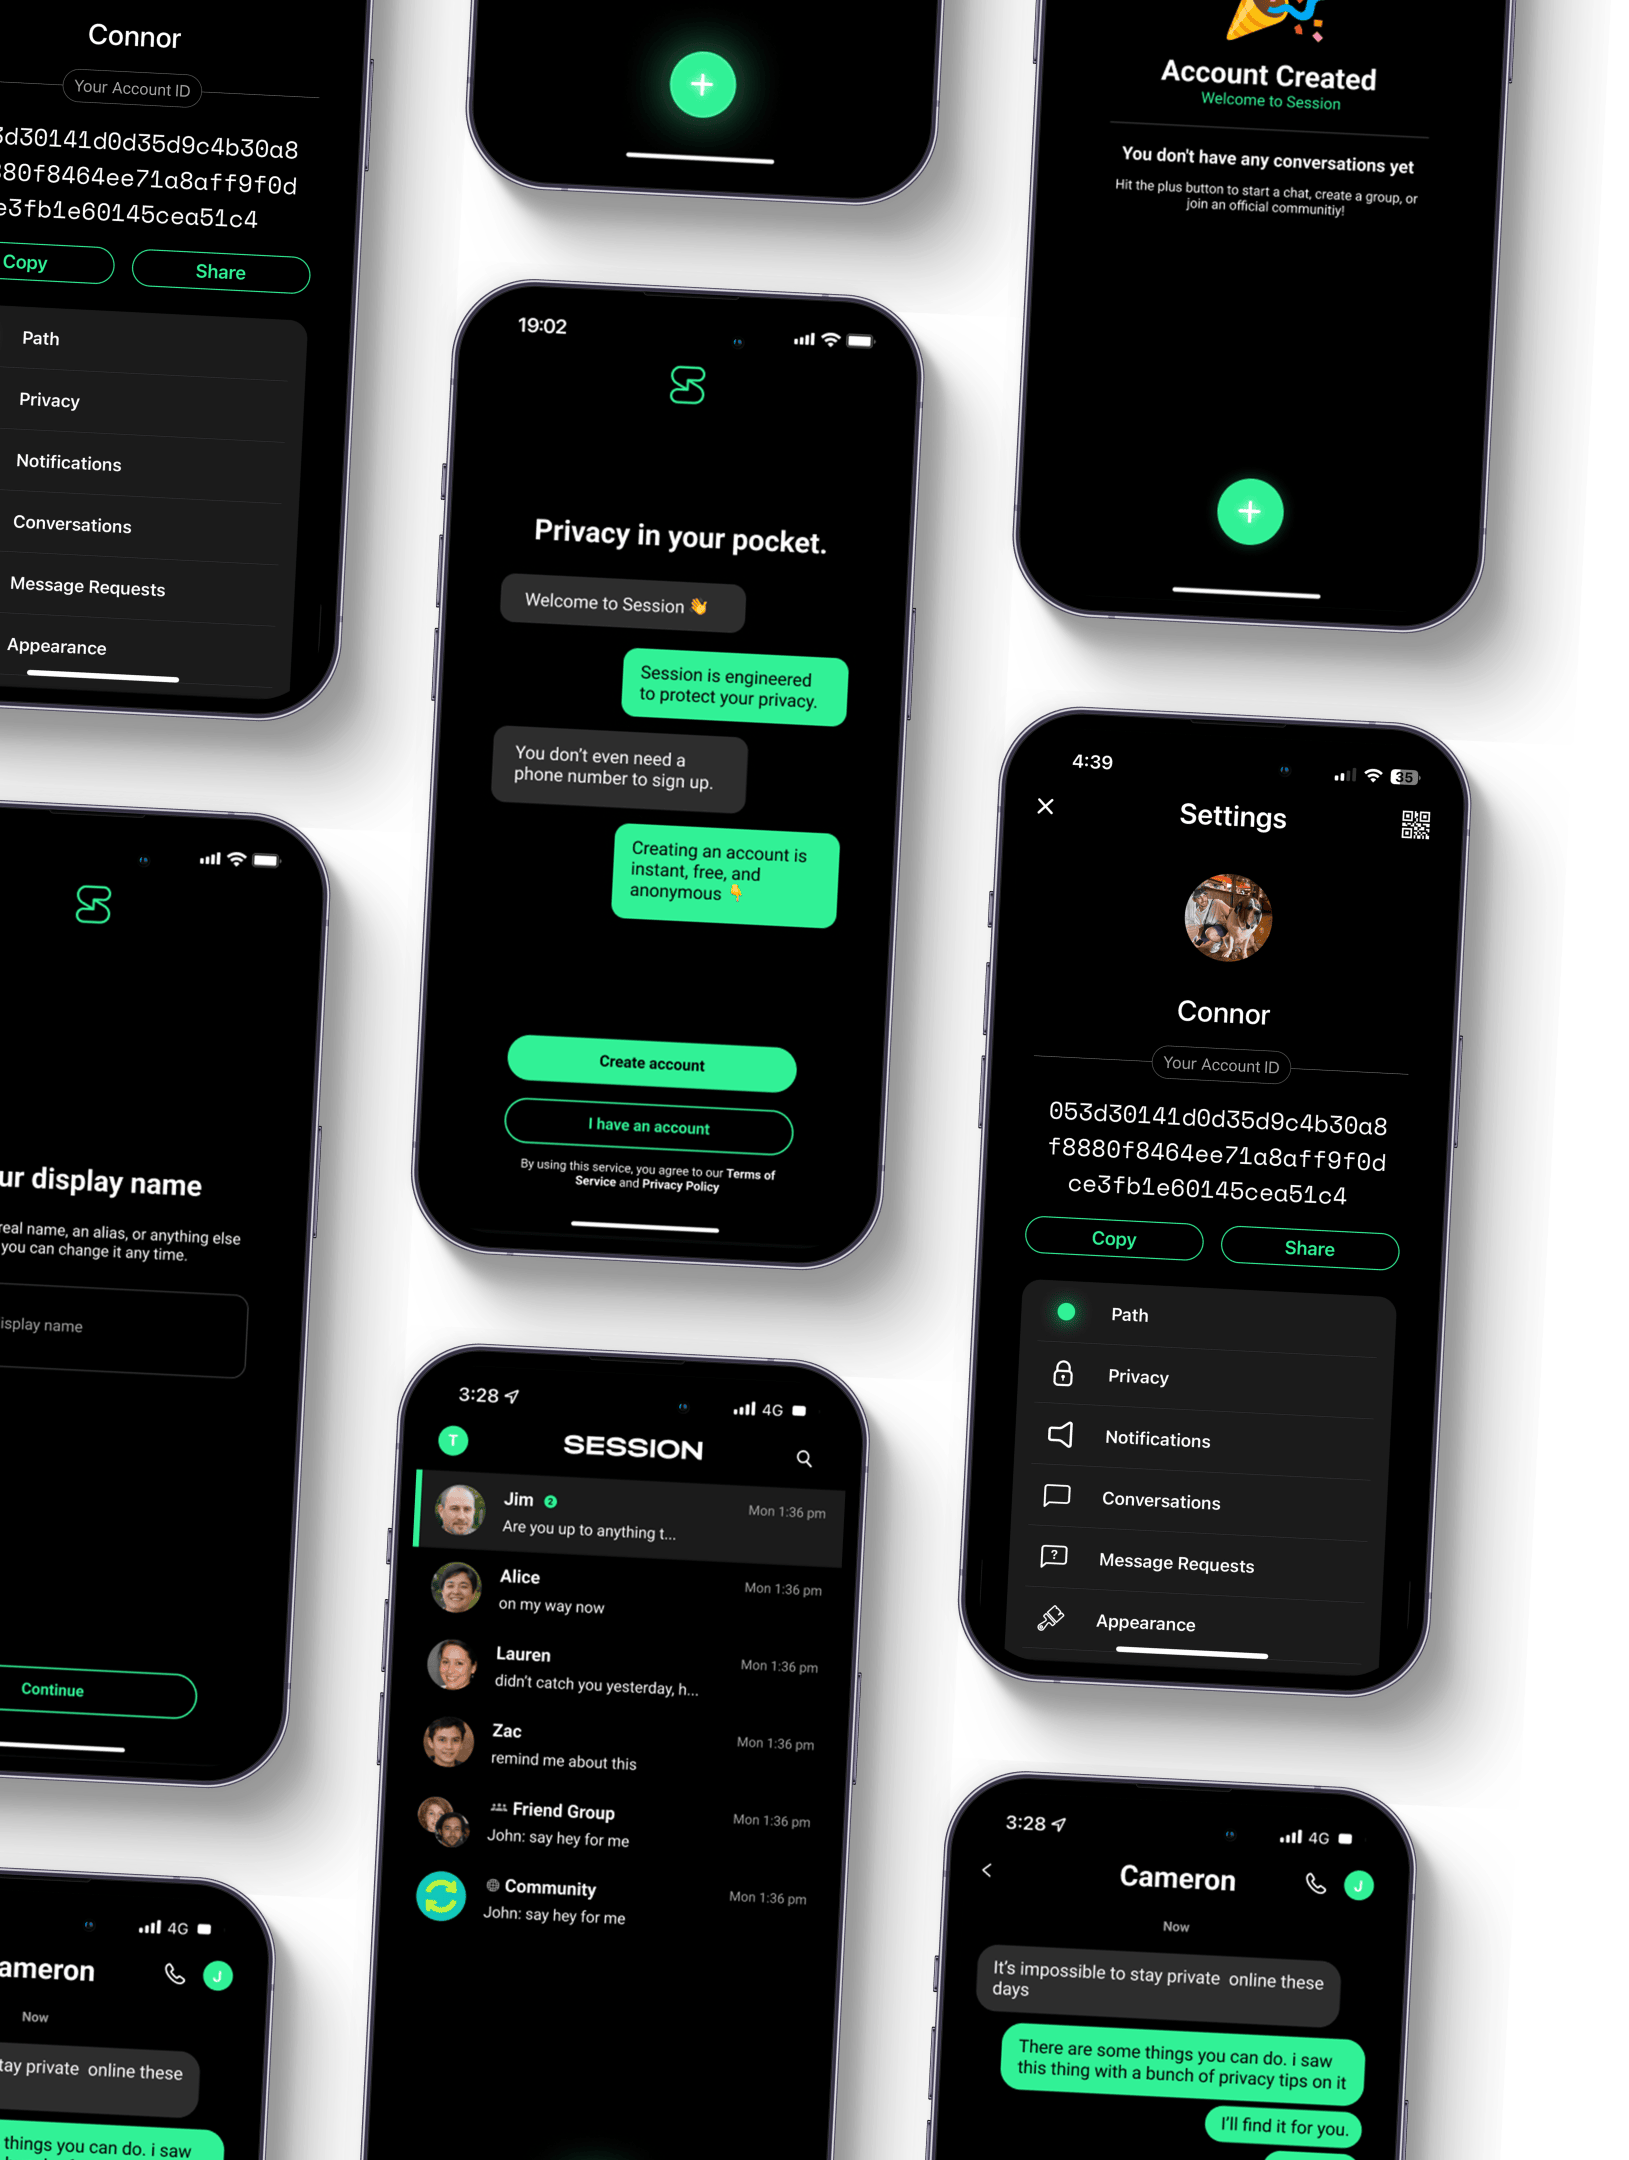 Connor
Your Account ID
3d30141d0d35d9c4b30a8
880f8464ee71a8aff9f0d
e3fb1e60145cea51c4
Copy
Share
Path
Privacy
Notifications
Conversations
Message Requests
Appearance
ur display name
real name, an alias, or anything else
you can change it any time.
isplay name
Continue
4G
ameron
J
Now
tay private  online these
things you can do. i saw
19:02
Privacy in your pocket.
Welcome to Session 👋
Session is engineered
to protect your privacy.
You don’t even need a
phone number to sign up.
Creating an account is
instant, free, and
anonymous 👇
Create account
I have an account
By using this service, you agree to our Terms of
Service and Privacy Policy
3:28
4G
T
SESSION
Jim 2
Mon 1:36 pm
Are you up to anything t...
Alice
Mon 1:36 pm
on my way now
Lauren
Mon 1:36 pm
didn’t catch you yesterday, h...
Zac
Mon 1:36 pm
remind me about this
Friend Group
Mon 1:36 pm
John: say hey for me
Community
Mon 1:36 pm
John: say hey for me
Account Created
Welcome to Session
You don't have any conversations yet
Hit the plus button to start a chat, create a group, or
join an official communitiy!
4:39
35
Settings
Connor
Your Account ID
053d30141d0d35d9c4b30a8
f8880f8464ee71a8aff9f0d
ce3fb1e60145cea51c4
Copy
Share
Path
Privacy
Notifications
Conversations
Message Requests
Appearance
3:28
4G
Cameron
J
Now
It’s impossible to stay private  online these
days
There are some things you can do. i saw
this thing with a bunch of privacy tips on it
I’ll find it for you.